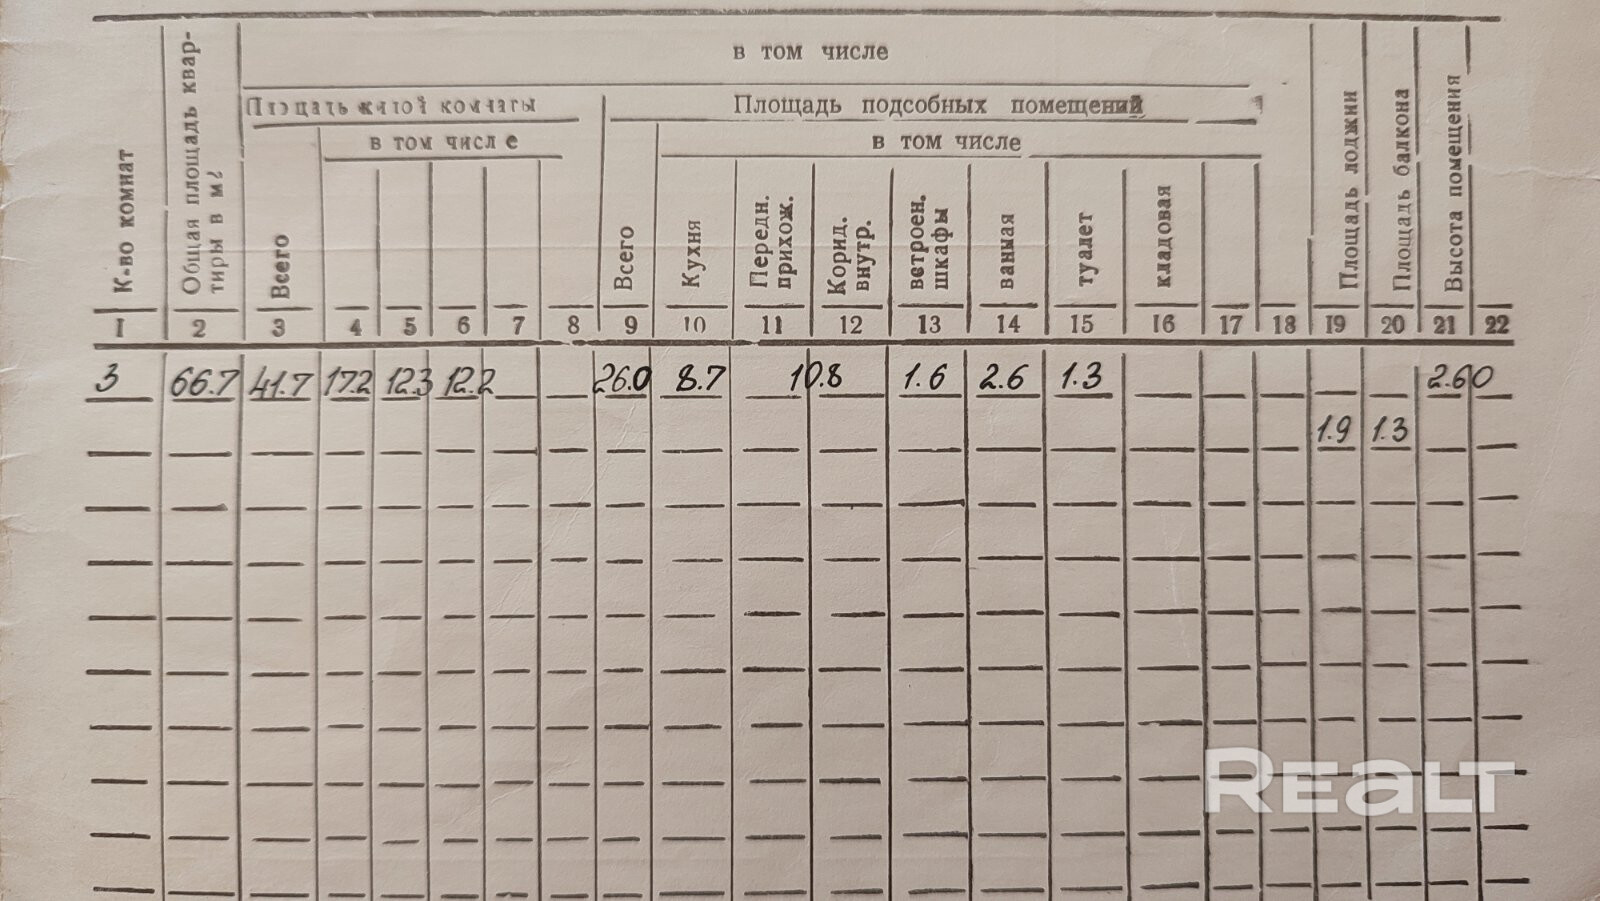 в том числе
Площадь жилой комнаты
Площадь подсобных помещений
в том числе
в том числе
К-во комнат
Общая площадь квар-
тиры в м2
Всего
Всего
Кухня
Передн.
прихож.
Корид.
внутр.
ветроен.
шкафы
ванная
туалет
кладовая
Площадь лоджии
Площадь балкона
Высота помещения
I 2 3 4 5 6 7 8 9 10 11 12 13 14 15 16 17 18 19 20 21 22
3 66.7 41.7 17.2 12.3 12.2 26.0 8.7 10.8 1.6 2.6 1.3 2.60
1.9 1.3
REALT